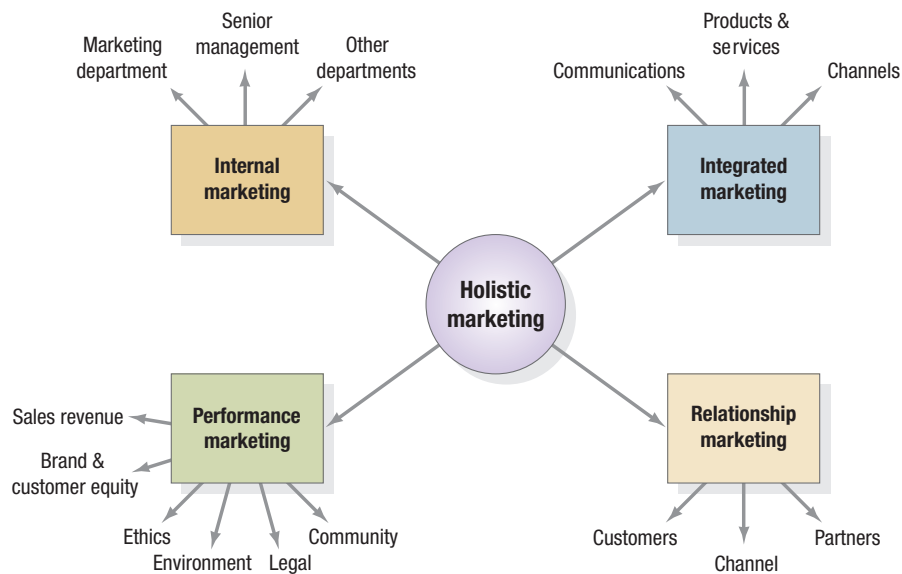 Marketing
department
Senior
management
Other
departments
Internal
marketing
Communications
Products &
services
Channels
Integrated
marketing
Holistic
marketing
Sales revenue
Brand &
customer equity
Performance
marketing
Ethics
Environment
Legal
Community
Relationship
marketing
Customers
Channel
Partners